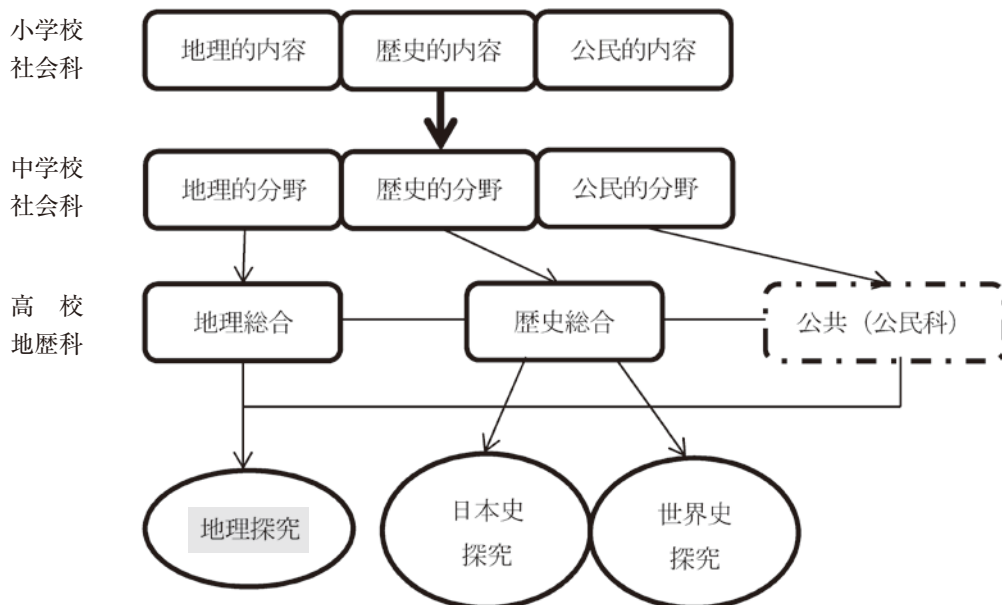 小学校
社会科
地理的内容
歴史的内容
公民的内容
中学校
社会科
地理的分野
歴史的分野
公民的分野
高　校
地歴科
地理総合
歴史総合
公共（公民科）
地理探究
日本史
探究
世界史
探究